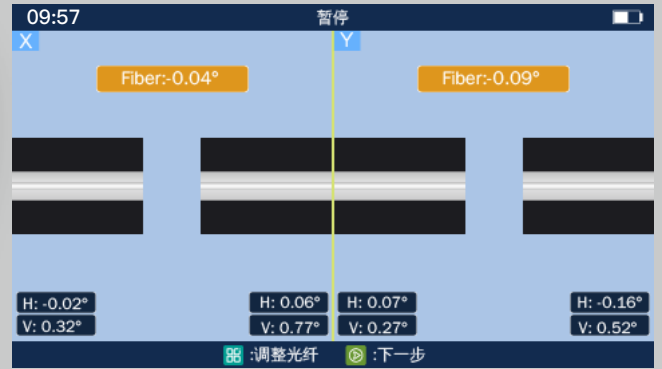 09:57 暂停
X Y
Fiber:-0.04° Fiber:-0.09°
H: -0.02° H: 0.06° H: 0.07° H: -0.16°
V: 0.32° V: 0.77° V: 0.27° V: 0.52°
:调整光纤 :下一步